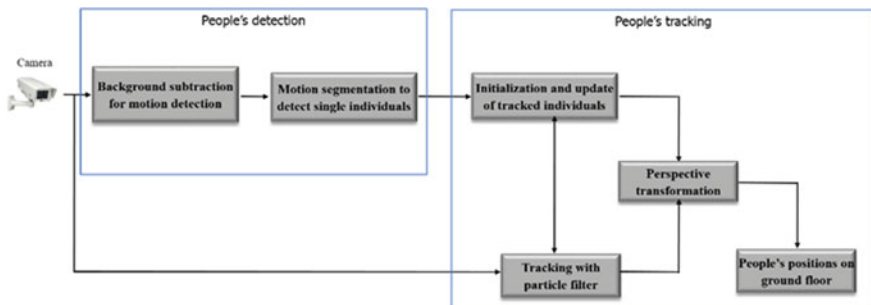 People's detection
People's tracking
Camera
Background subtraction
for motion detection
Motion segmentation to
detect single individuals
Initialization and update
of tracked individuals
Perspective
transformation
Tracking with
particle filter
People's positions on
ground floor